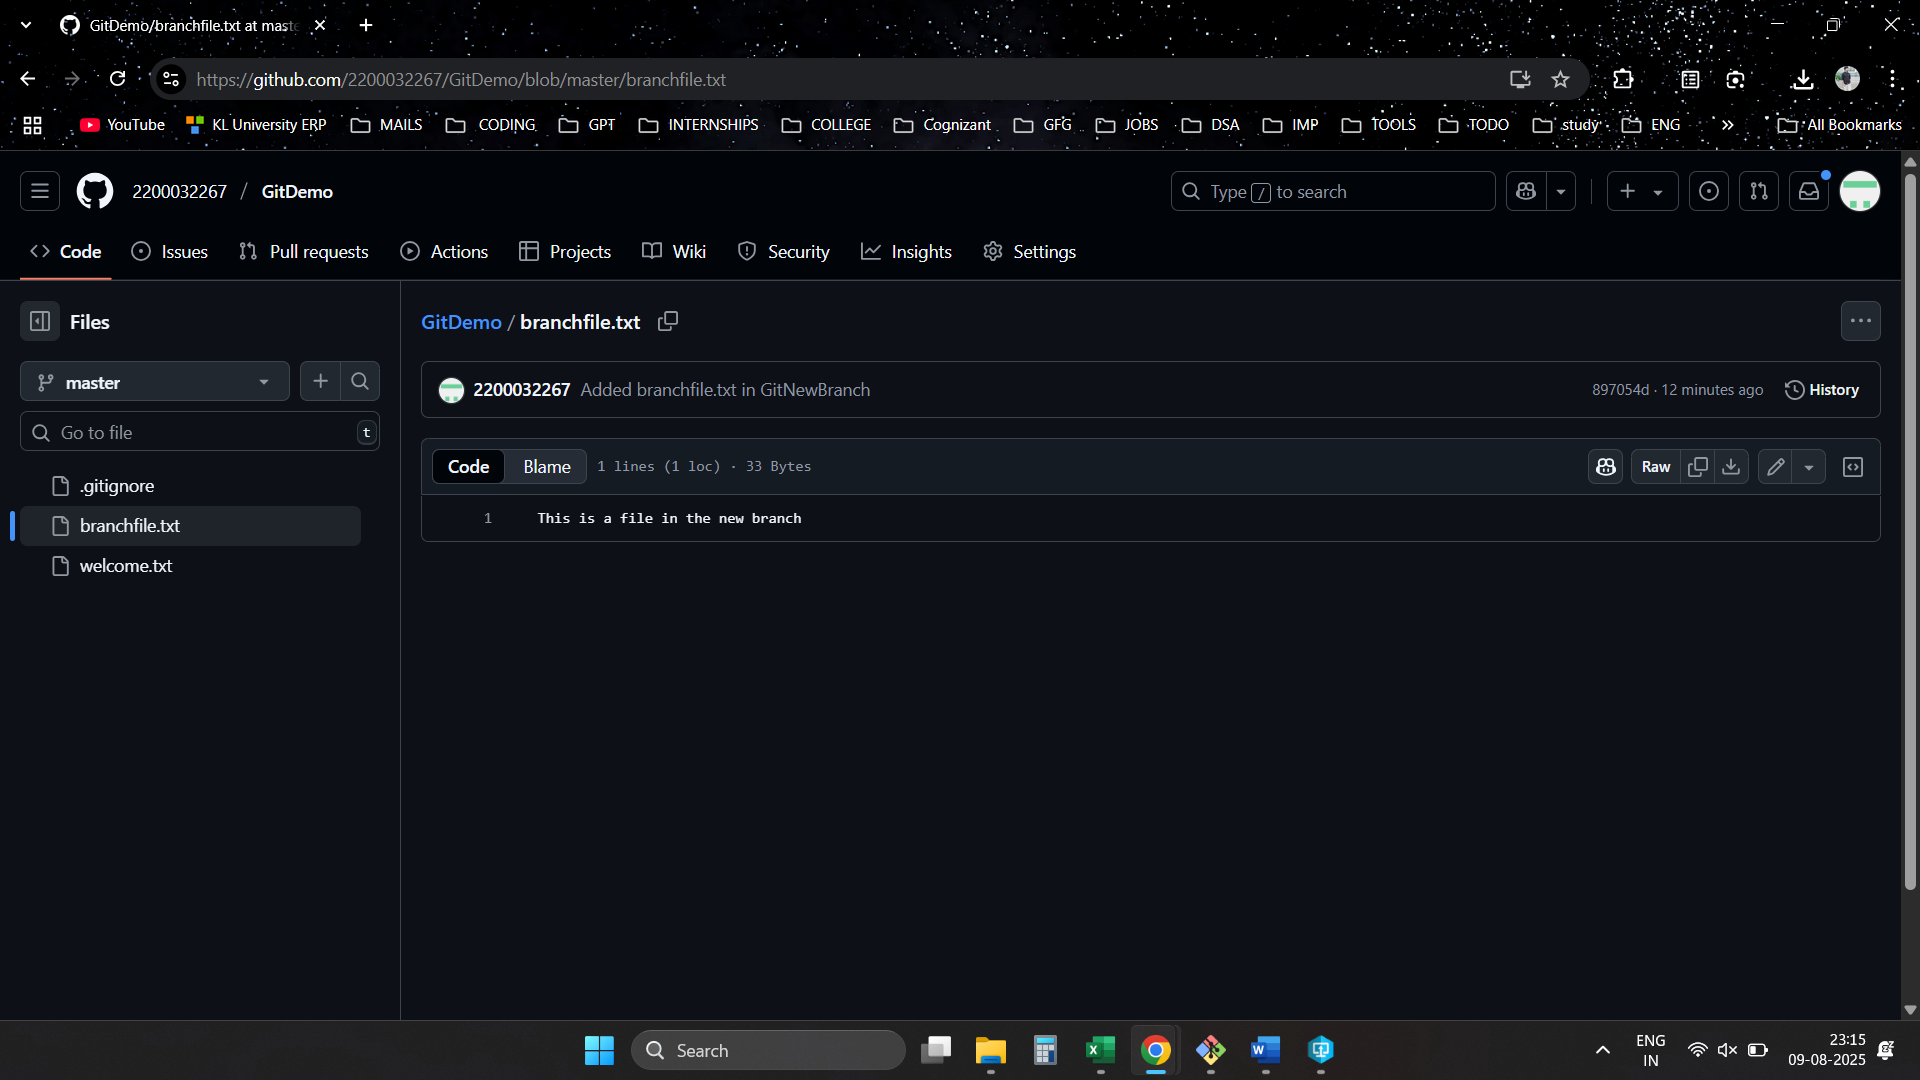 GitDemo/branchfile.txt at maste
https://github.com/2200032267/GitDemo/blob/master/branchfile.txt
YouTube KL University ERP MAILS CODING GPT INTERNSHIPS COLLEGE Cognizant GFG JOBS DSA IMP TOOLS TODO study ENG » All Bookmarks
2200032267 / GitDemo Type / to search
Code Issues Pull requests Actions Projects Wiki Security Insights Settings
Files
master
Go to file t
.gitignore
branchfile.txt
welcome.txt
GitDemo / branchfile.txt
2200032267 Added branchfile.txt in GitNewBranch 897054d · 12 minutes ago History
Code Blame 1 lines (1 loc) · 33 Bytes Raw
1 This is a file in the new branch
Search
ENG
IN
23:15
09-08-2025